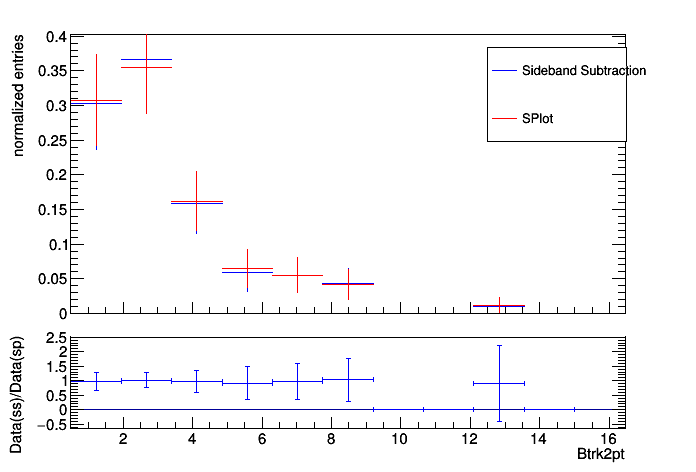 normalized entries
0.4
0.35
0.3
0.25
0.2
0.15
0.1
0.05
0
Sideband Subtraction
SPlot
Data(ss)/Data(sp)
2.5
2
1.5
1
0.5
0
−0.5
2 4 6 8 10 12 14 16
Btrk2pt